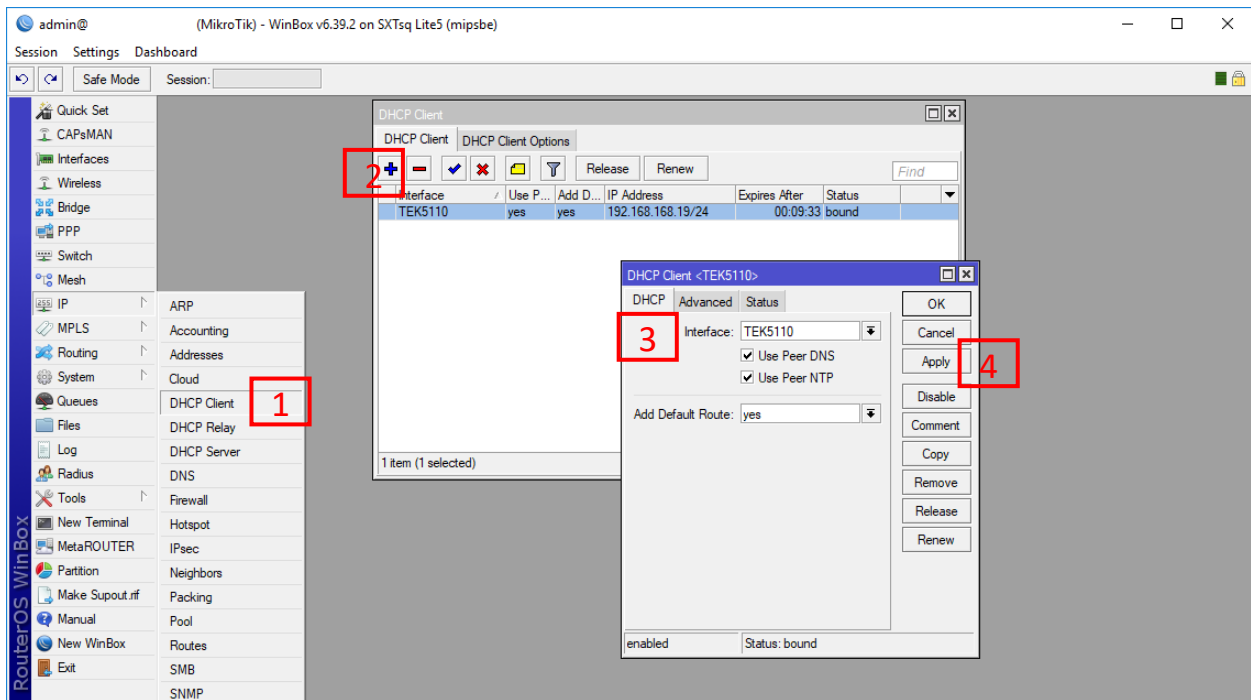 admin@ (MikroTik) - WinBox v6.39.2 on SXTsq Lite5 (mipsbe)
Session Settings Dashboard
Safe Mode Session:
RouterOS WinBox
Quick Set
CAPsMAN
Interfaces
Wireless
Bridge
PPP
Switch
Mesh
IP
MPLS
Routing
System
Queues
Files
Log
Radius
Tools
New Terminal
MetaROUTER
Partition
Make Supout.rif
Manual
New WinBox
Exit
ARP
Accounting
Addresses
Cloud
DHCP Client
1
DHCP Relay
DHCP Server
DNS
Firewall
Hotspot
IPsec
Neighbors
Packing
Pool
Routes
SMB
SNMP
DHCP Client
DHCP Client DHCP Client Options
2
Release Renew Find
Interface Use P... Add D... IP Address Expires After Status
TEK5110 yes yes 192.168.168.19/24 00:09:33 bound
1 item (1 selected)
DHCP Client <TEK5110>
DHCP Advanced Status
3
Interface: TEK5110
Use Peer DNS
Use Peer NTP
Add Default Route: yes
OK
Cancel
Apply
4
Disable
Comment
Copy
Remove
Release
Renew
enabled Status: bound